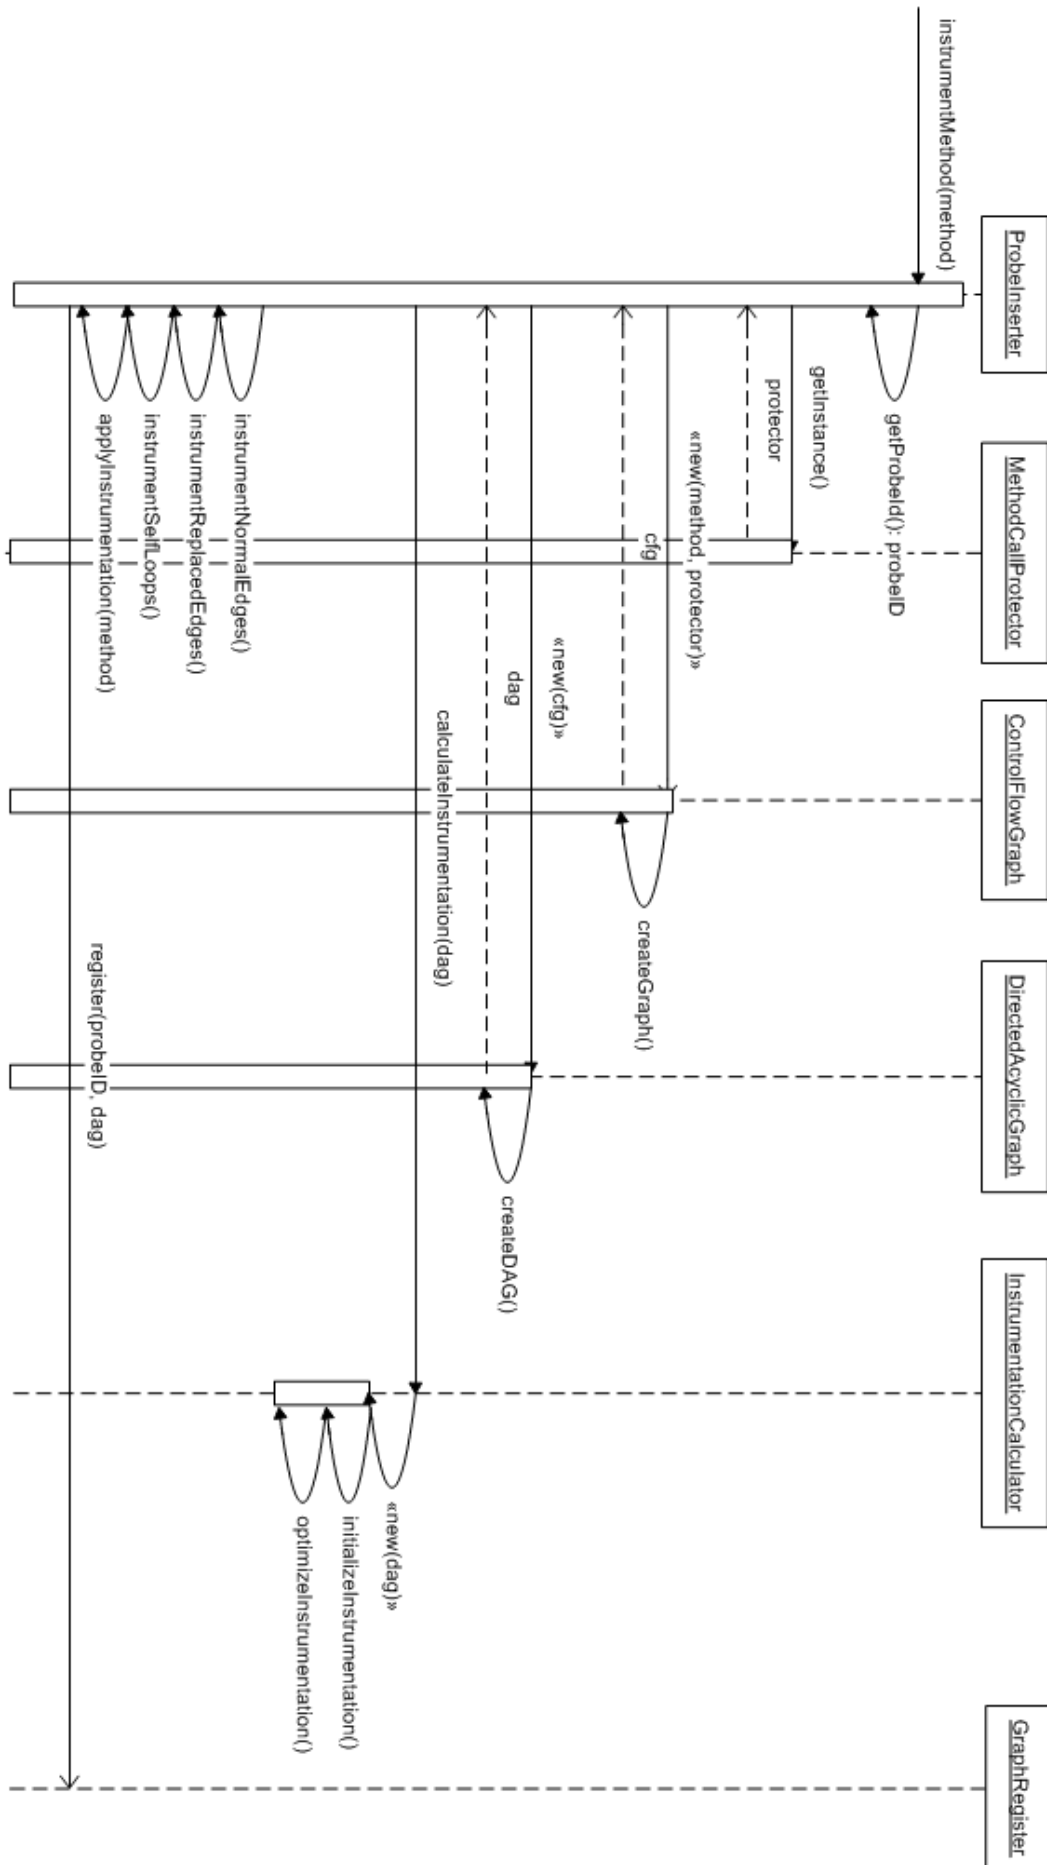 ProbeInserter
MethodCallProtector
ControlFlowGraph
DirectedAcyclicGraph
InstrumentationCalculator
GraphRegister
instrumentMethod(method)
getProbeId(): probeID
getInstance()
protector
«new(method, protector)»
createGraph()
cfg
«new(cfg)»
createDAG()
dag
calculateInstrumentation(dag)
«new(dag)»
initializeInstrumentation()
optimizeInstrumentation()
instrumentNormalEdges()
instrumentReplacedEdges()
instrumentSelfLoops()
applyInstrumentation(method)
register(probeID, dag)